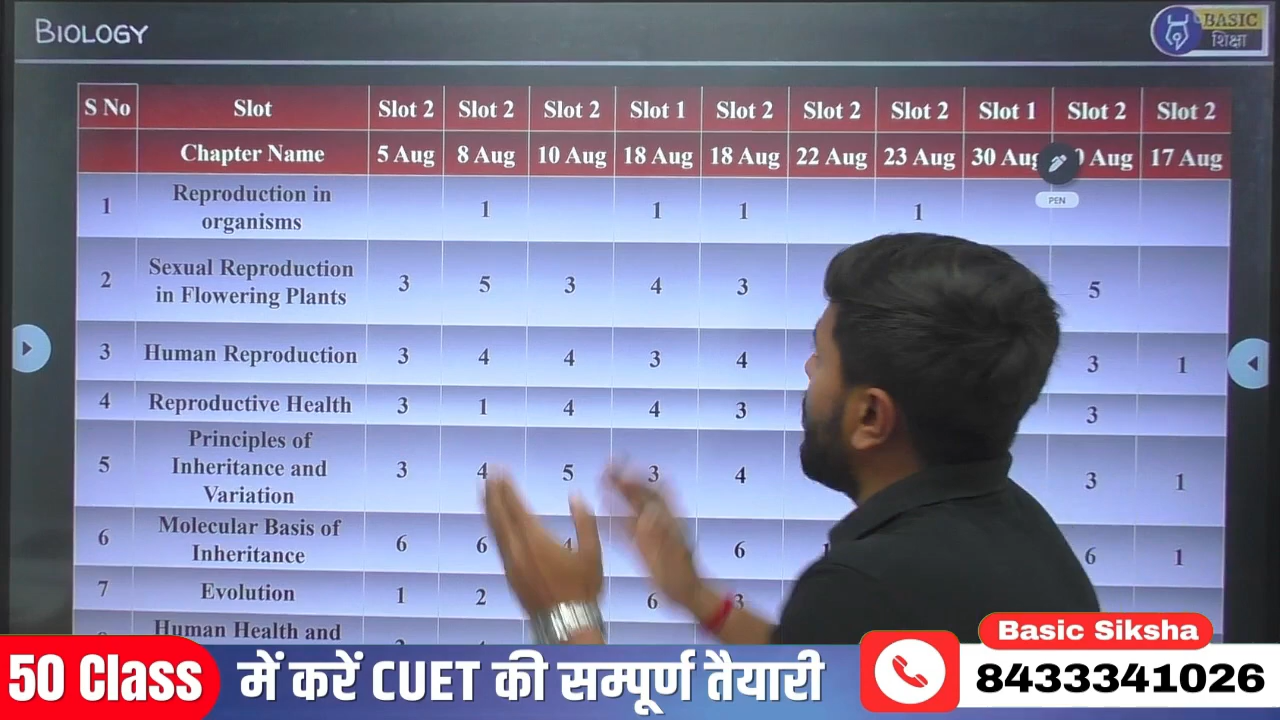 BIOLOGY
BASIC
शिक्षा
S No Slot Slot 2 Slot 2 Slot 2 Slot 1 Slot 2 Slot 2 Slot 2 Slot 1 Slot 2 Slot 2
Chapter Name 5 Aug 8 Aug 10 Aug 18 Aug 18 Aug 22 Aug 23 Aug 30 Aug Aug 17 Aug
PEN
1 Reproduction in organisms 1 1 1 1
2 Sexual Reproduction in Flowering Plants 3 5 3 4 3 5
3 Human Reproduction 3 4 4 3 4 3 1
4 Reproductive Health 3 1 4 4 3 3
5 Principles of Inheritance and Variation 3 4 5 3 4 3 1
6 Molecular Basis of Inheritance 6 6 4 6 6 1
7 Evolution 1 2 6 3
Human Health and
50 Class में करें CUET की सम्पूर्ण तैयारी
Basic Siksha
8433341026